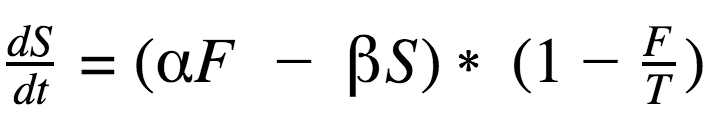 dS/dt = (αF − βS) * (1 − F/T)